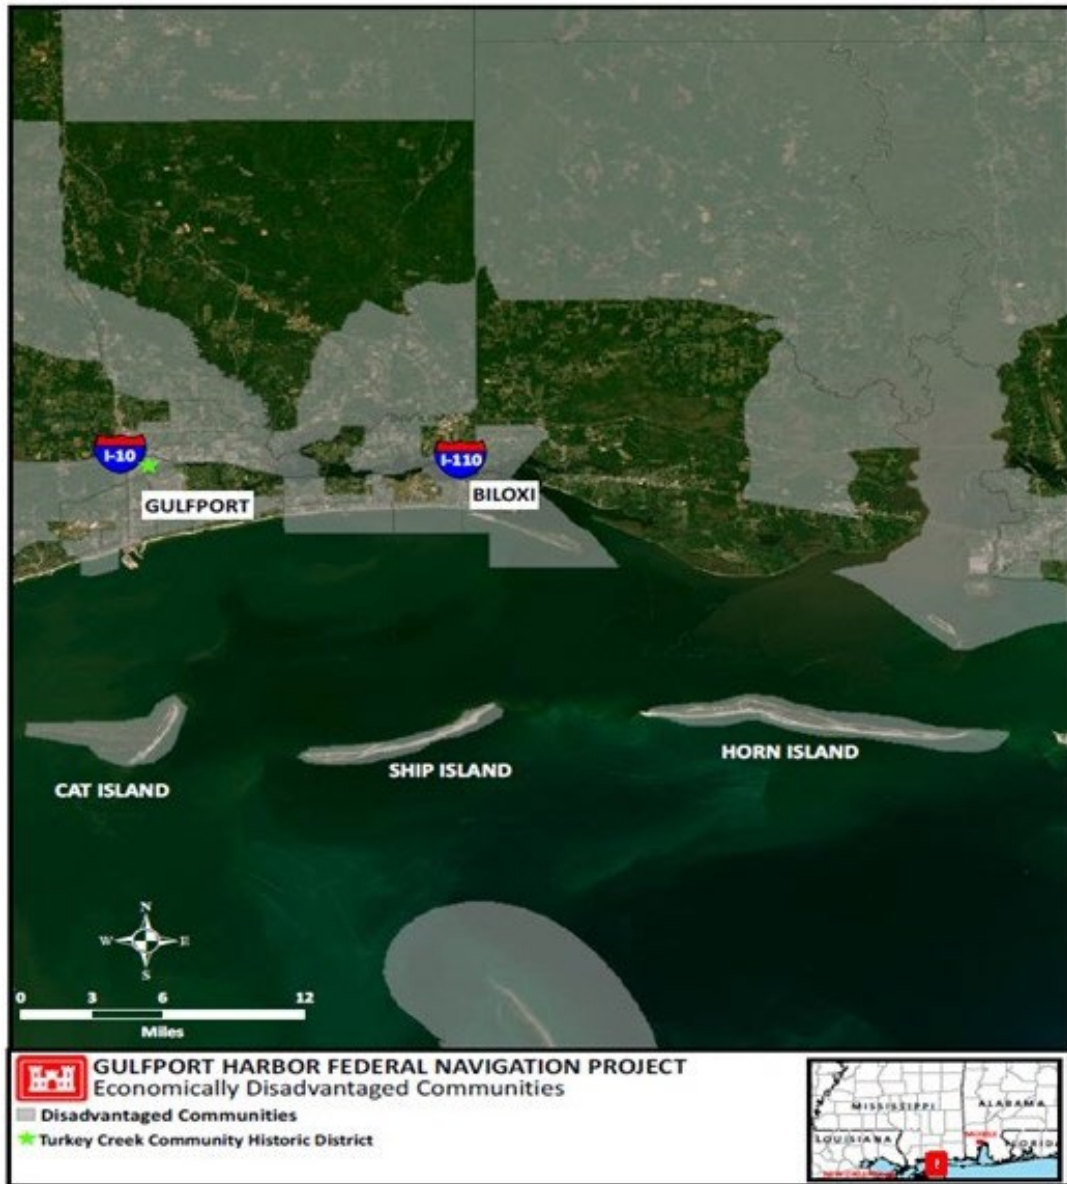 I-10
I-110
BILOXI
GULFPORT
CAT ISLAND
SHIP ISLAND
HORN ISLAND
N
W E
S
0 3 6 12
Miles
GULFPORT HARBOR FEDERAL NAVIGATION PROJECT
Economically Disadvantaged Communities
Disadvantaged Communities
Turkey Creek Community Historic District
MISSISSIPPI
ALABAMA
LOUISIANA
FLORIDA